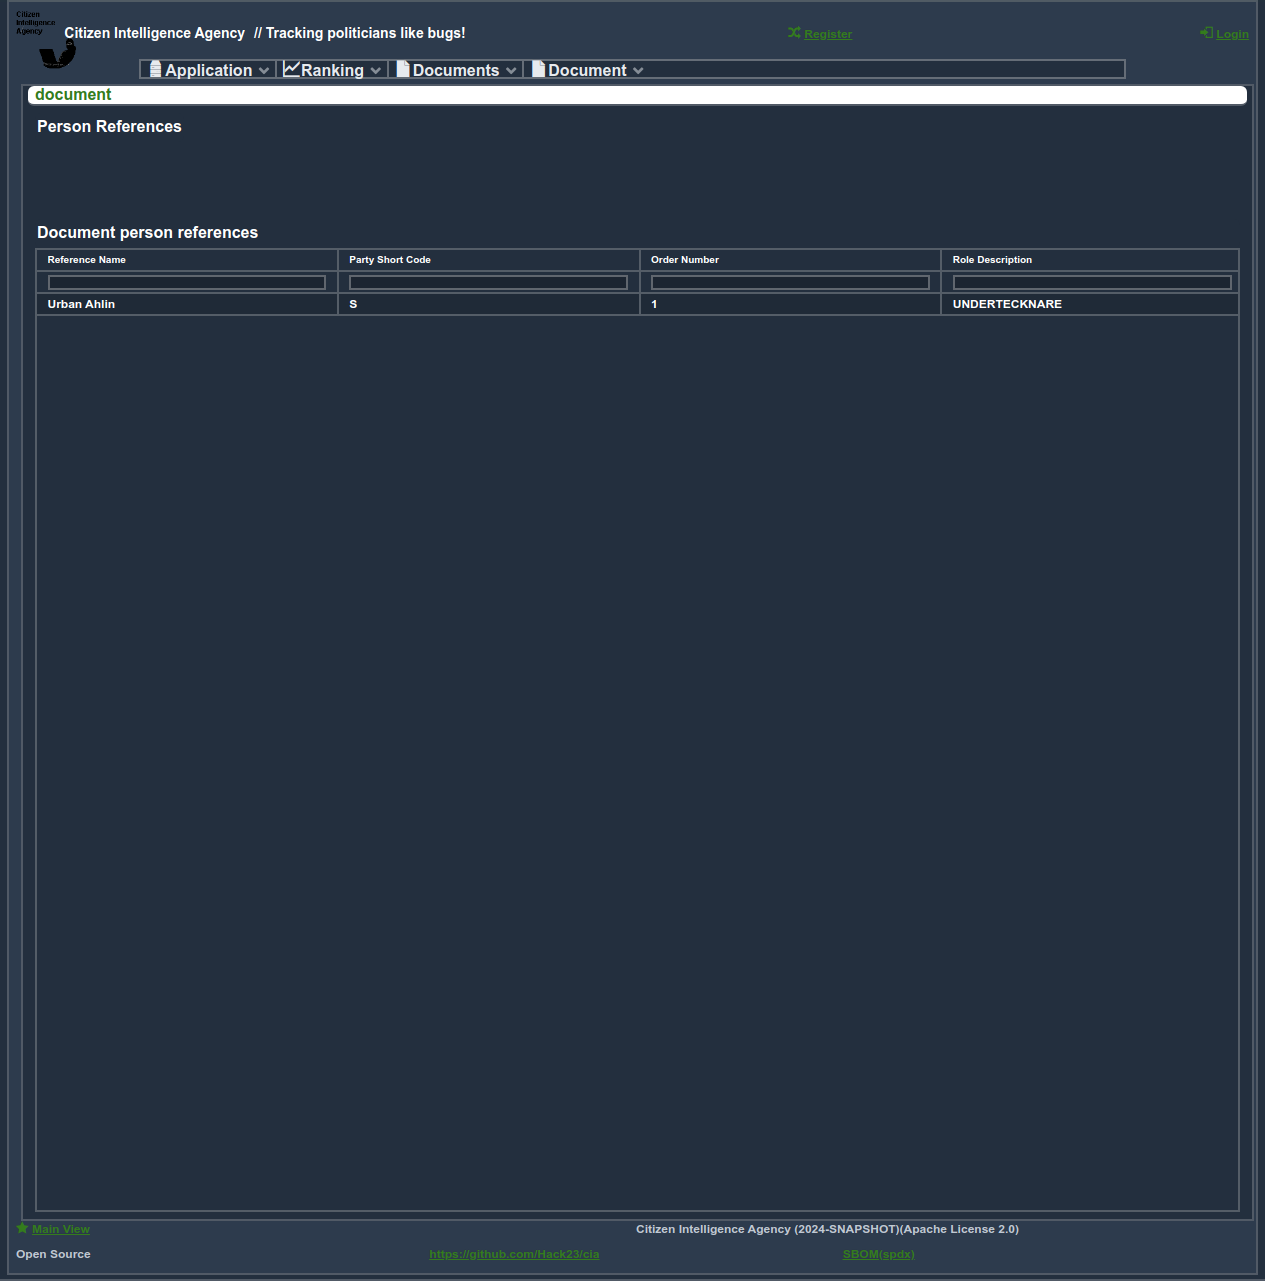 Citizen
Intelligence
Agency
Citizen Intelligence Agency // Tracking politicians like bugs!
Register
Login
Application
Ranking
Documents
Document
document
Person References
Document person references
Reference Name
Party Short Code
Order Number
Role Description
Urban Ahlin
S
1
UNDERTECKNARE
Main View
Citizen Intelligence Agency (2024-SNAPSHOT)(Apache License 2.0)
Open Source
https://github.com/Hack23/cia
SBOM(spdx)